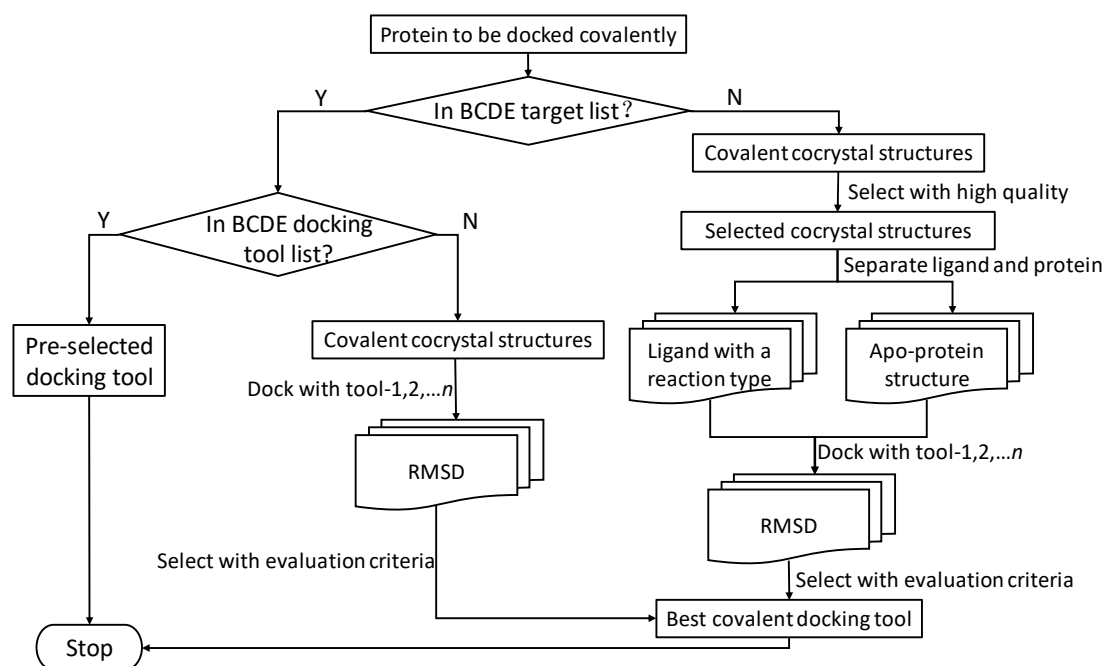 Protein to be docked covalently
Y
In BCDE target list？
N
Covalent cocrystal structures
Select with high quality
Y
In BCDE docking
tool list?
N
Selected cocrystal structures
Separate ligand and protein
Pre-selected
docking tool
Covalent cocrystal structures
Ligand with a
reaction type
Apo-protein
structure
Dock with tool-1,2,…n
RMSD
Dock with tool-1,2,…n
RMSD
Select with evaluation criteria
Select with evaluation criteria
Best covalent docking tool
Stop